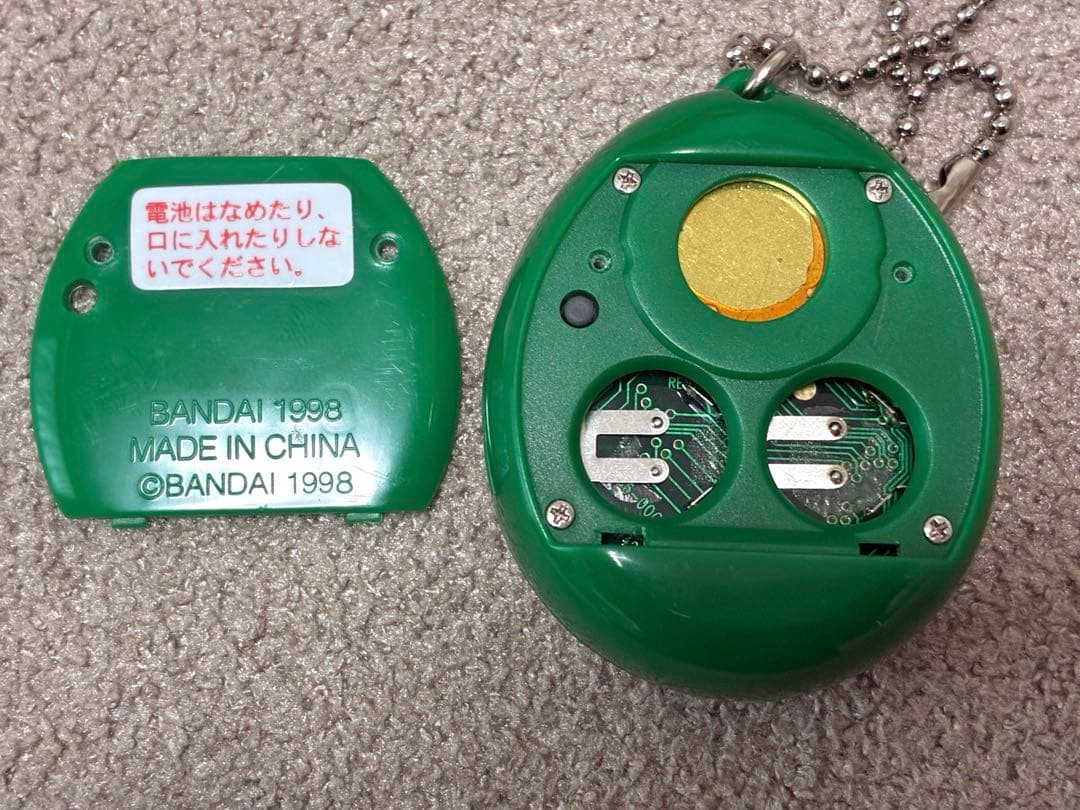 電池はなめたり、
口に入れたりしな
いでください。
BANDAI 1998
MADE IN CHINA
©BANDAI 1998
RE